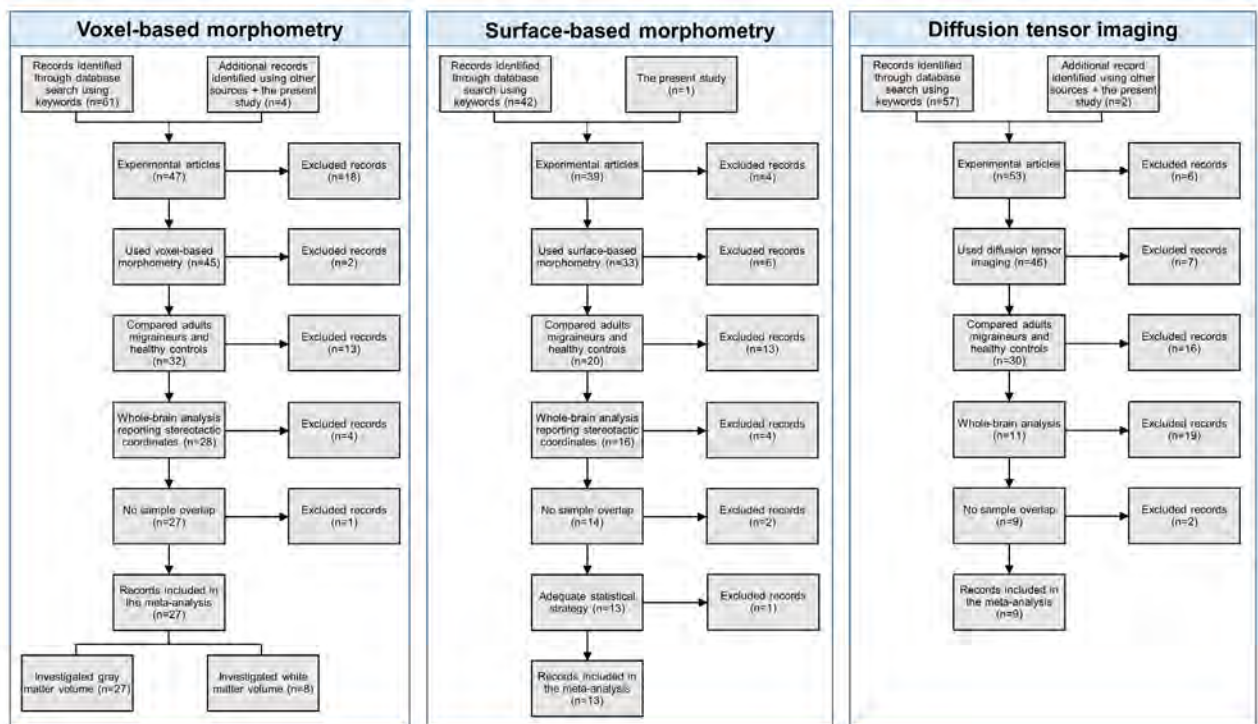 Voxel-based morphometry
Records identified
through database
search using
keywords (n=61)
Additional records
identified using other
sources + the present
study (n=4)
Experimental articles
(n=47)
Excluded records
(n=18)
Used voxel-based
morphometry (n=45)
Excluded records
(n=2)
Compared adults
migraineurs and
healthy controls
(n=32)
Excluded records
(n=13)
Whole-brain analysis
reporting stereotactic
coordinates (n=28)
Excluded records
(n=4)
No sample overlap
(n=27)
Excluded records
(n=1)
Records included in
the meta-analysis
(n=27)
Investigated gray
matter volume (n=27)
Investigated white
matter volume (n=8)
Surface-based morphometry
Records identified
through database
search using
keywords (n=42)
The present study
(n=1)
Experimental articles
(n=39)
Excluded records
(n=4)
Used surface-based
morphometry (n=33)
Excluded records
(n=6)
Compared adults
migraineurs and
healthy controls
(n=20)
Excluded records
(n=13)
Whole-brain analysis
reporting stereotactic
coordinates (n=16)
Excluded records
(n=4)
No sample overlap
(n=14)
Excluded records
(n=2)
Adequate statistical
strategy (n=13)
Excluded records
(n=1)
Records included in
the meta-analysis
(n=13)
Diffusion tensor imaging
Records identified
through database
search using
keywords (n=57)
Additional record
identified using other
sources + the present
study (n=2)
Experimental articles
(n=53)
Excluded records
(n=6)
Used diffusion tensor
imaging (n=46)
Excluded records
(n=7)
Compared adults
migraineurs and
healthy controls
(n=30)
Excluded records
(n=16)
Whole-brain analysis
(n=11)
Excluded records
(n=19)
No sample overlap
(n=9)
Excluded records
(n=2)
Records included in
the meta-analysis
(n=9)